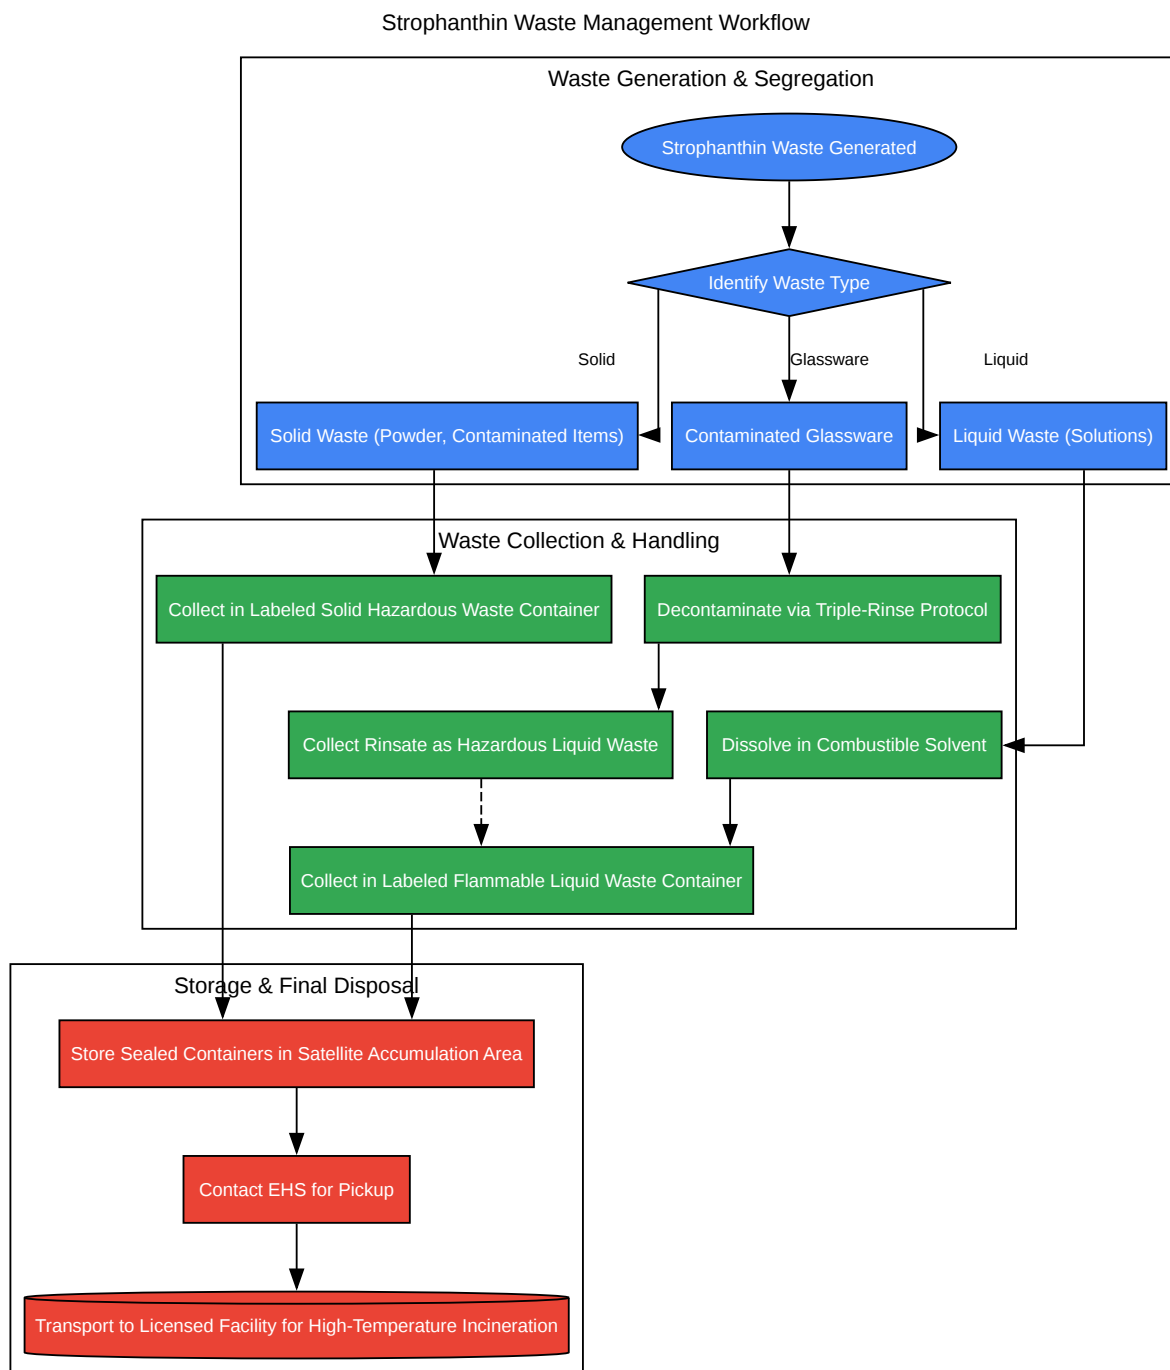 Strophanthin Waste Management Workflow
Waste Generation & Segregation
Strophanthin Waste Generated
Identify Waste Type
Solid
Glassware
Liquid
Solid Waste (Powder, Contaminated Items)
Contaminated Glassware
Liquid Waste (Solutions)
Waste Collection & Handling
Collect in Labeled Solid Hazardous Waste Container
Decontaminate via Triple-Rinse Protocol
Collect Rinsate as Hazardous Liquid Waste
Dissolve in Combustible Solvent
Collect in Labeled Flammable Liquid Waste Container
Storage & Final Disposal
Store Sealed Containers in Satellite Accumulation Area
Contact EHS for Pickup
Transport to Licensed Facility for High-Temperature Incineration